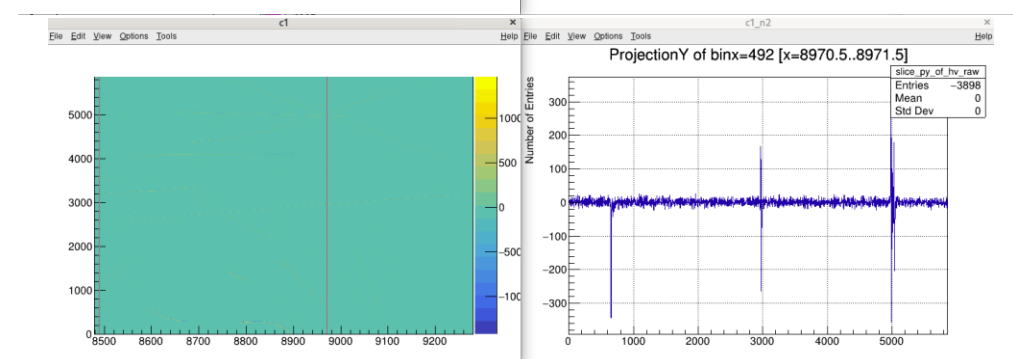 c1
×
File Edit View Options Tools Help
5000
4000
3000
2000
1000
0
8500 8600 8700 8800 8900 9000 9100 9200
1000
500
0
−500
−100
c1_n2
×
File Edit View Options Tools Help
ProjectionY of binx=492 [x=8970.5..8971.5]
slice_py_of_hv_raw
Entries −3898
Mean 0
Std Dev 0
Number of Entries
300
200
100
0
−100
−200
−300
0 1000 2000 3000 4000 5000